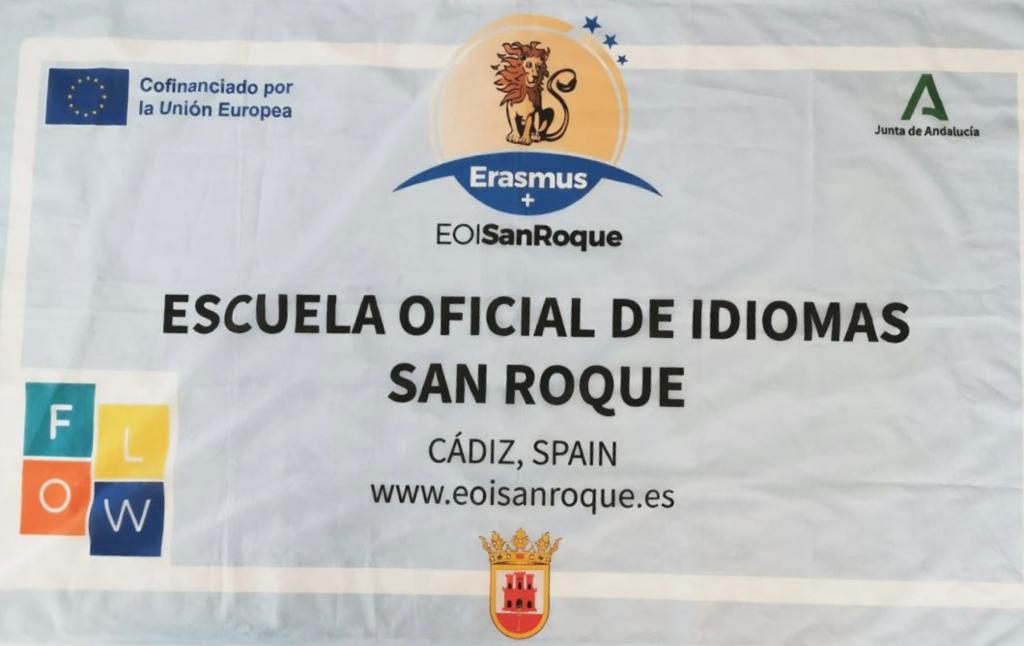 Cofinanciado por
la Unión Europea
Erasmus
+
EOISanRoque
Junta de Andalucía
ESCUELA OFICIAL DE IDIOMAS
SAN ROQUE
CÁDIZ, SPAIN
www.eoisanroque.es
F L
O W